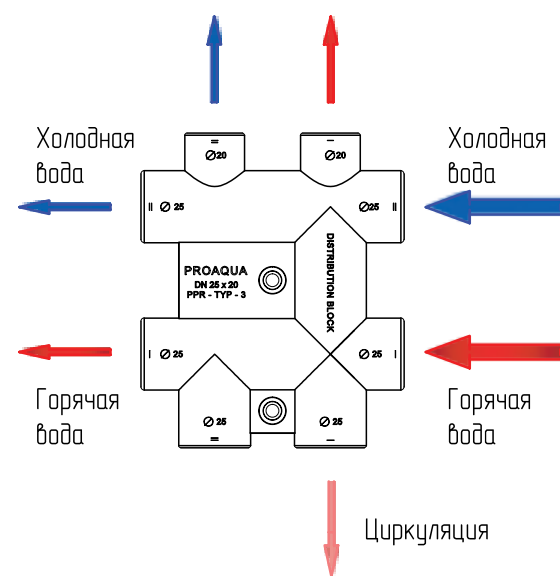 Ø20
Ø20
Холодная
вода
Холодная
вода
|| Ø 25
Ø25 ||
PROAQUA
DN 25 x 20
PPR - TYP - 3
DISTRIBUTION BLOCK
| Ø 25
Ø25 |
Горячая
вода
Горячая
вода
Ø 25
Ø 25
Циркуляция